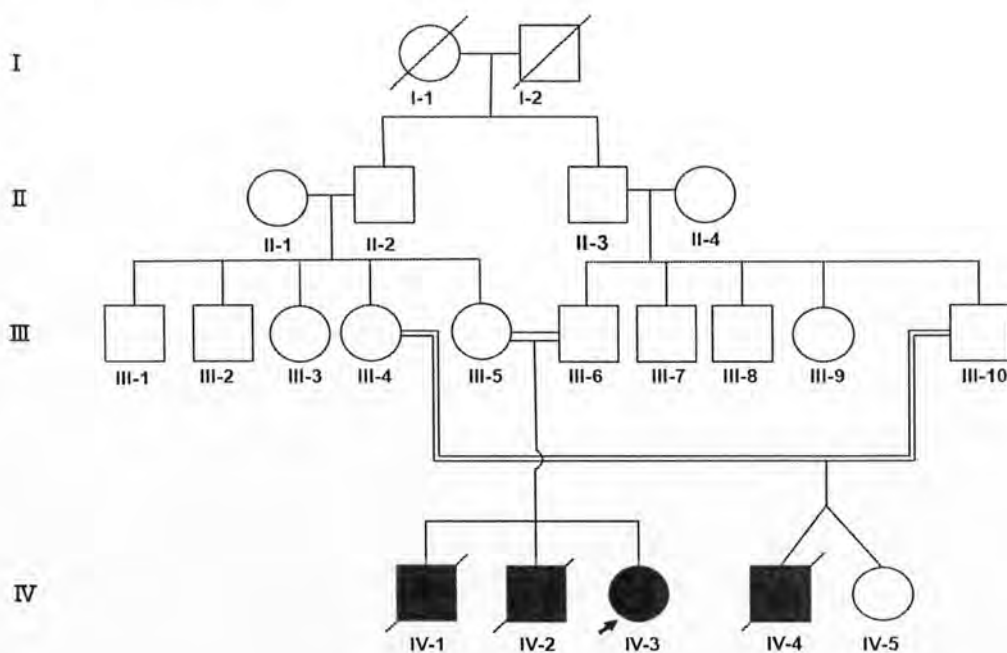 I
I-1 I-2
II
II-1 II-2 II-3 II-4
III
III-1 III-2 III-3 III-4 III-5 III-6 III-7 III-8 III-9 III-10
IV
IV-1 IV-2 IV-3 IV-4 IV-5